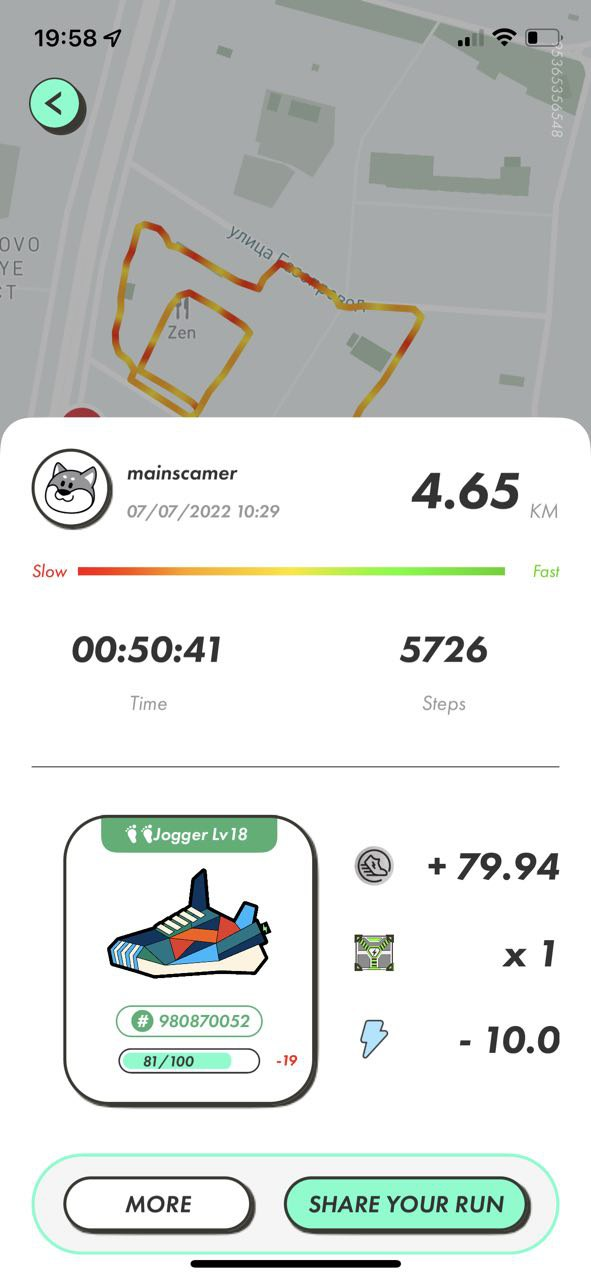 19:58
53653565​48
OVO
YE
CT
улица
Zen
mainscamer
07/07/2022 10:29
4.65 KM
Slow
Fast
00:50:41
5726
Time
Steps
Jogger Lv18
+ 79.94
x 1
# 980870052
- 10.0
81/100
-19
MORE
SHARE YOUR RUN